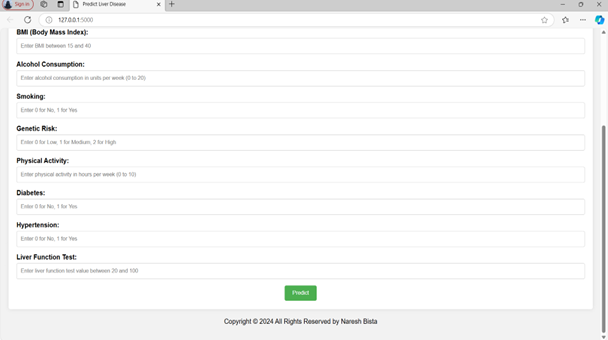 Sign in
Predict Liver Disease
127.0.0.1:5000
BMI (Body Mass Index):
Enter BMI between 15 and 40
Alcohol Consumption:
Enter alcohol consumption in units per week (0 to 20)
Smoking:
Enter 0 for No, 1 for Yes
Genetic Risk:
Enter 0 for Low, 1 for Medium, 2 for High
Physical Activity:
Enter physical activity in hours per week (0 to 10)
Diabetes:
Enter 0 for No, 1 for Yes
Hypertension:
Enter 0 for No, 1 for Yes
Liver Function Test:
Enter liver function test value between 20 and 100
Predict
Copyright © 2024 All Rights Reserved by Naresh Bista